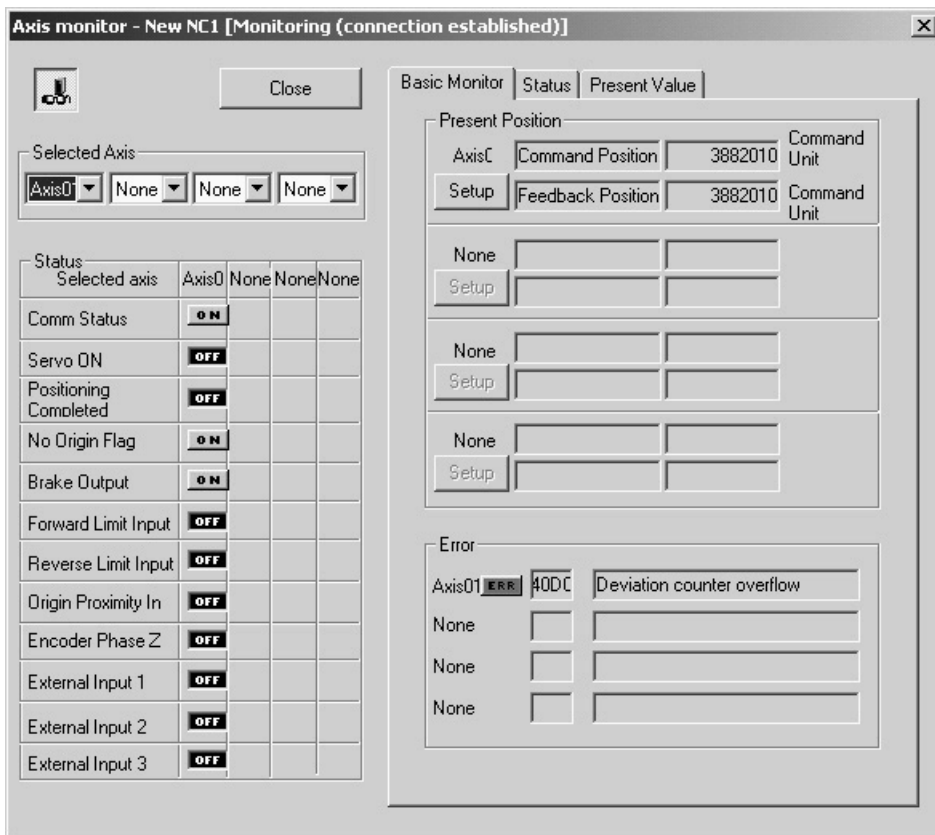 Axis monitor - New NC1 [Monitoring (connection established)]
Close
Selected Axis
Axis01 None None None
Status
Selected axis Axis0 None None None
Comm Status ON
Servo ON OFF
Positioning Completed OFF
No Origin Flag ON
Brake Output ON
Forward Limit Input OFF
Reverse Limit Input OFF
Origin Proximity In OFF
Encoder Phase Z OFF
External Input 1 OFF
External Input 2 OFF
External Input 3 OFF
Basic Monitor Status Present Value
Present Position
Command Position 3882010 Command Unit
Setup Feedback Position 3882010 Command Unit
None
Setup
None
Setup
None
Setup
Error
Axis01 ERR Deviation counter overflow
None
None
None